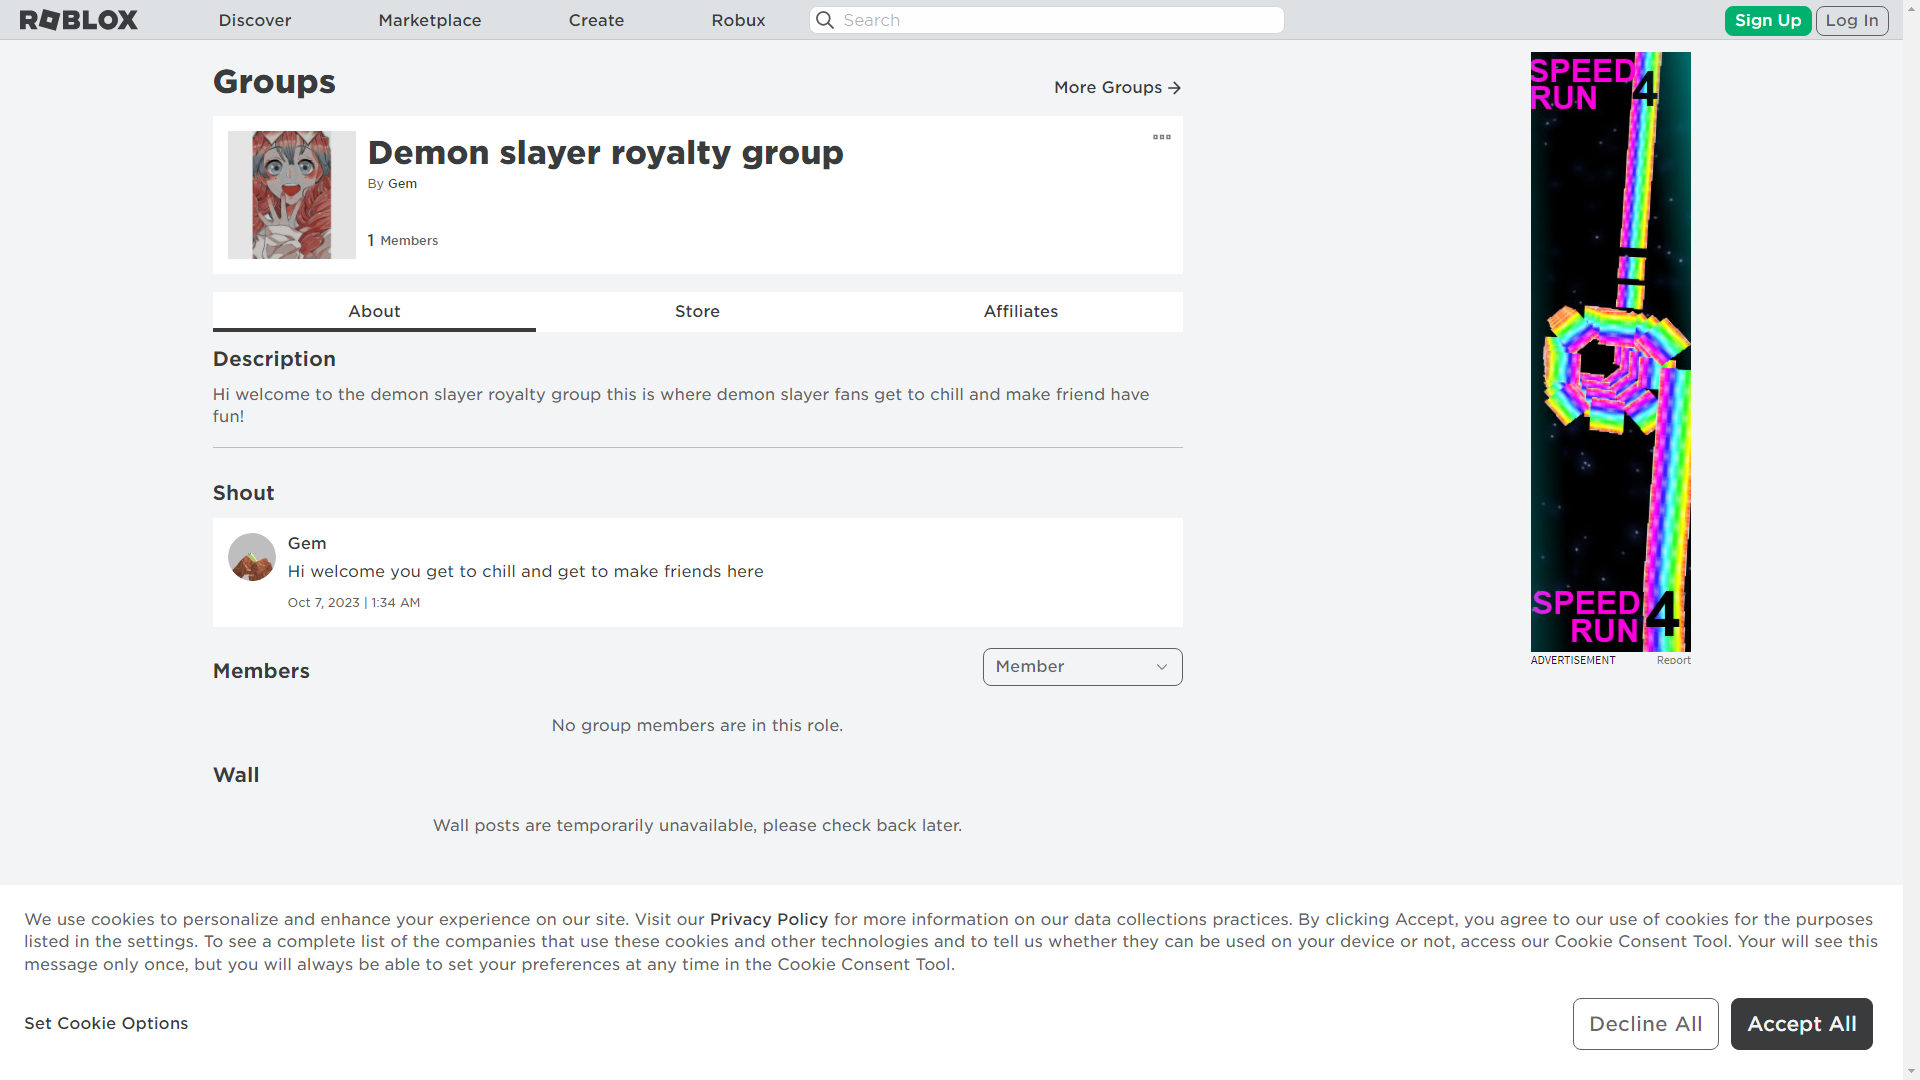 ROBLOX
Discover
Marketplace
Create
Robux
Search
Sign Up
Log In
Groups
More Groups
Demon slayer royalty group
By Gem
1 Members
About
Store
Affiliates
Description
Hi welcome to the demon slayer royalty group this is where demon slayer fans get to chill and make friend have
fun!
Shout
Gem
Hi welcome you get to chill and get to make friends here
Oct 7, 2023 | 1:34 AM
Members
Member
No group members are in this role.
Wall
Wall posts are temporarily unavailable, please check back later.
SPEED
RUN 4
SPEED
RUN 4
ADVERTISEMENT
Report
We use cookies to personalize and enhance your experience on our site. Visit our Privacy Policy for more information on our data collections practices. By clicking Accept, you agree to our use of cookies for the purposes
listed in the settings. To see a complete list of the companies that use these cookies and other technologies and to tell us whether they can be used on your device or not, access our Cookie Consent Tool. Your will see this
message only once, but you will always be able to set your preferences at any time in the Cookie Consent Tool.
Set Cookie Options
Decline All
Accept All